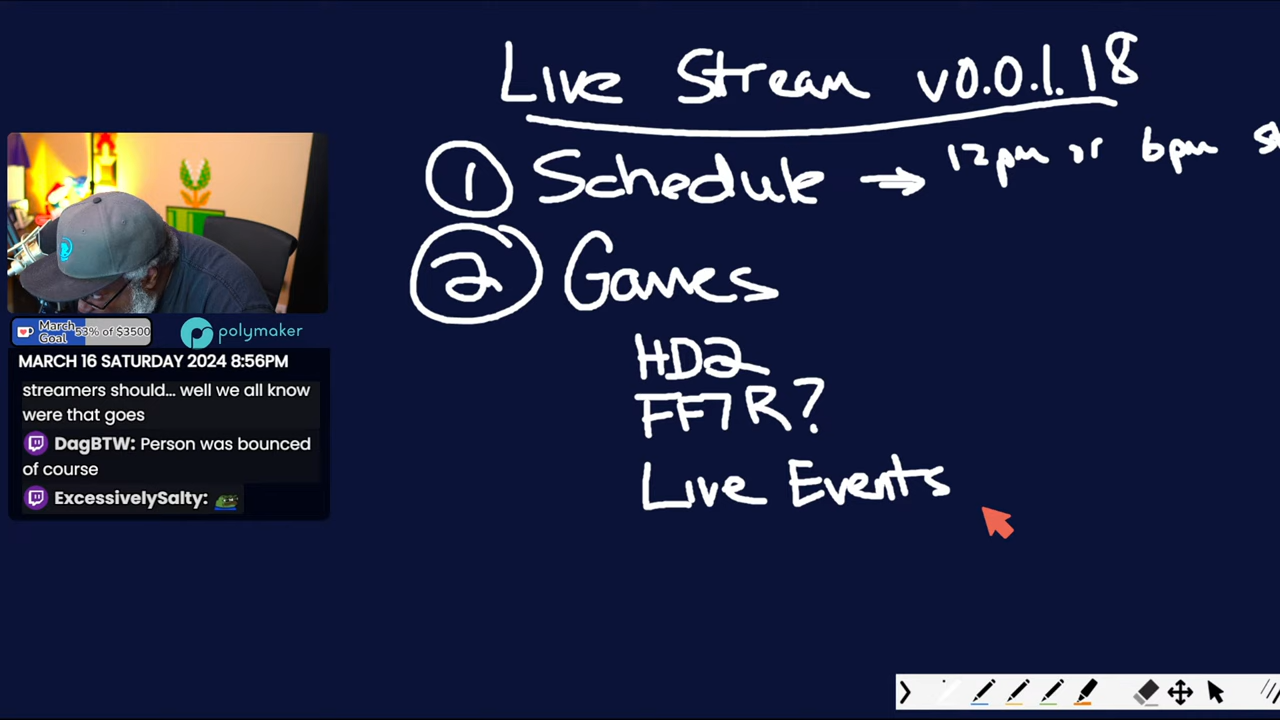 Live Stream v0.0.1.18
① Schedule → 12pm or 6pm
② Games
HD2
FF7R?
Live Events
March Goal
53% of $3500
polymaker
MARCH 16 SATURDAY 2024 8:56PM
streamers should... well we all know
were that goes
DagBTW: Person was bounced
of course
ExcessivelySalty: